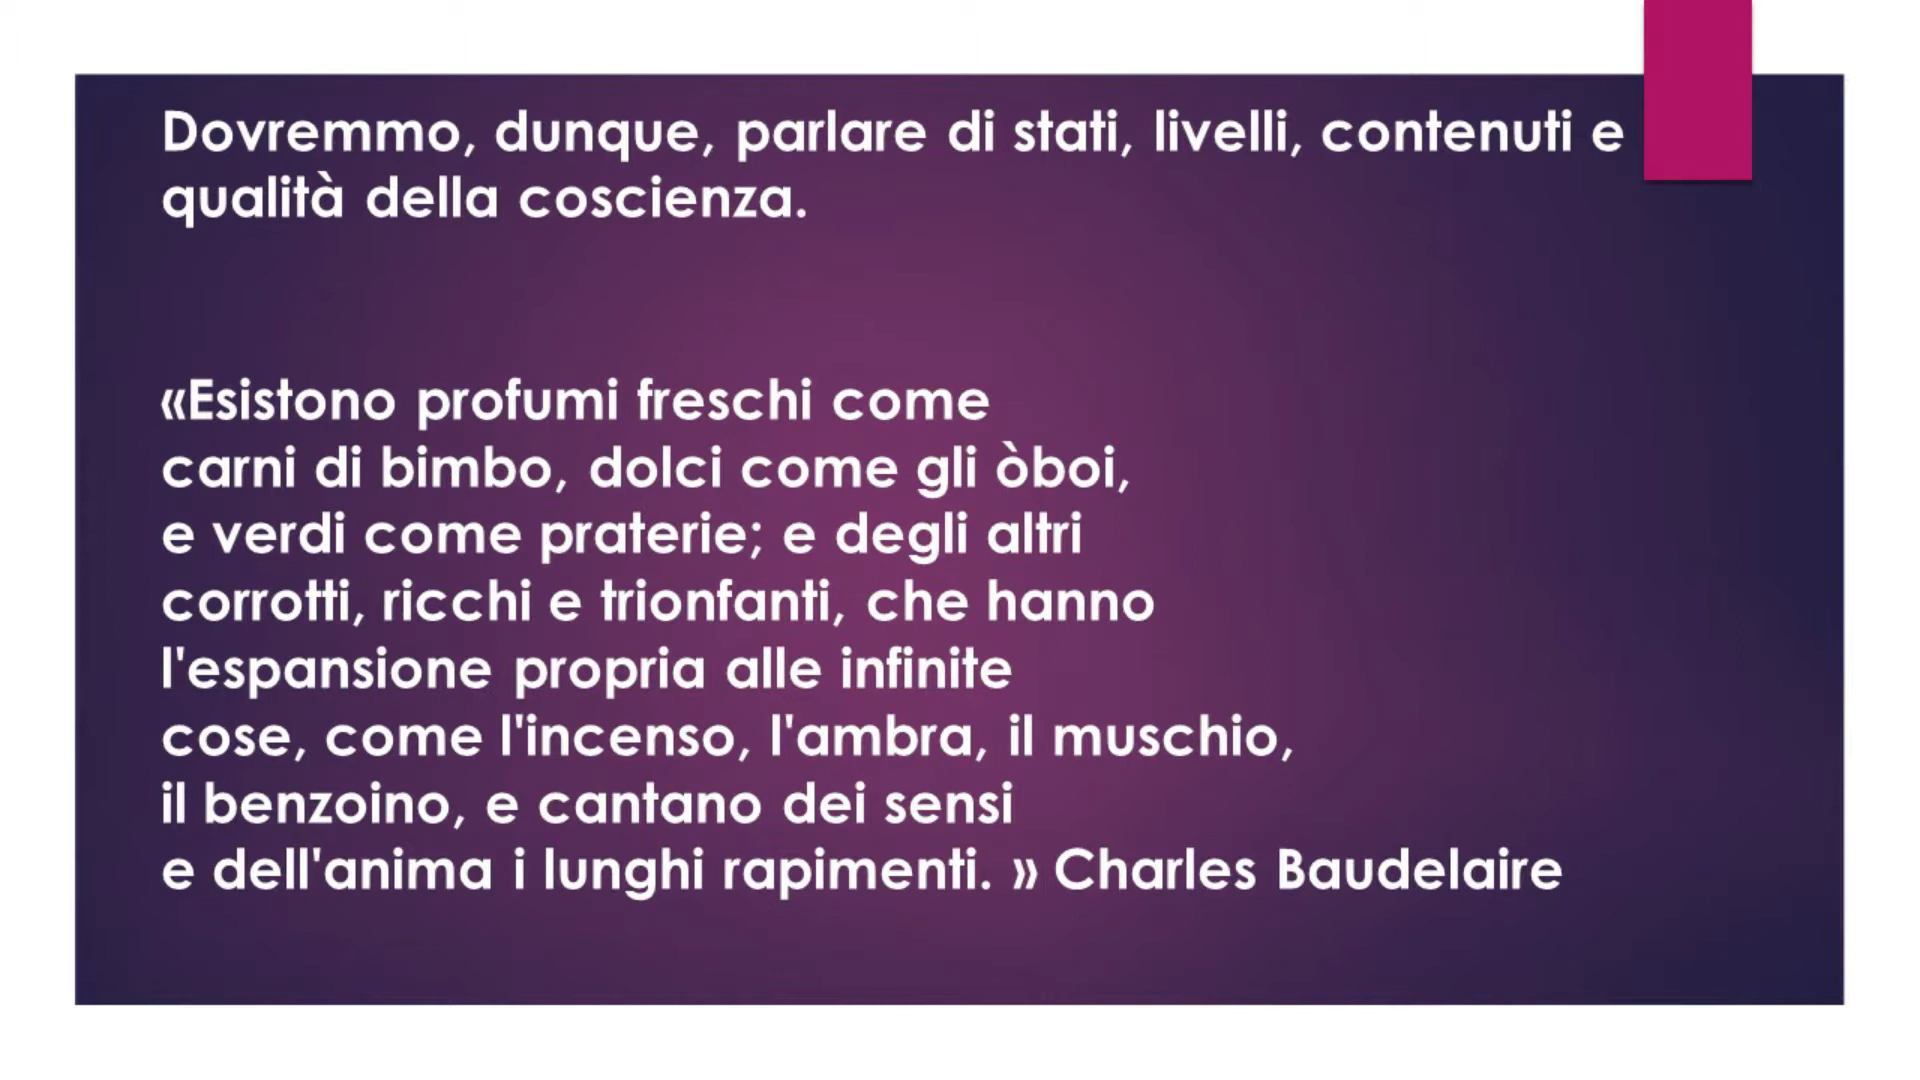 Dovremmo, dunque, parlare di stati, livelli, contenuti e
qualità della coscienza.
«Esistono profumi freschi come
carni di bimbo, dolci come gli òboi,
e verdi come praterie; e degli altri
corrotti, ricchi e trionfanti, che hanno
l'espansione propria alle infinite
cose, come l'incenso, l'ambra, il muschio,
il benzoino, e cantano dei sensi
e dell'anima i lunghi rapimenti. » Charles Baudelaire